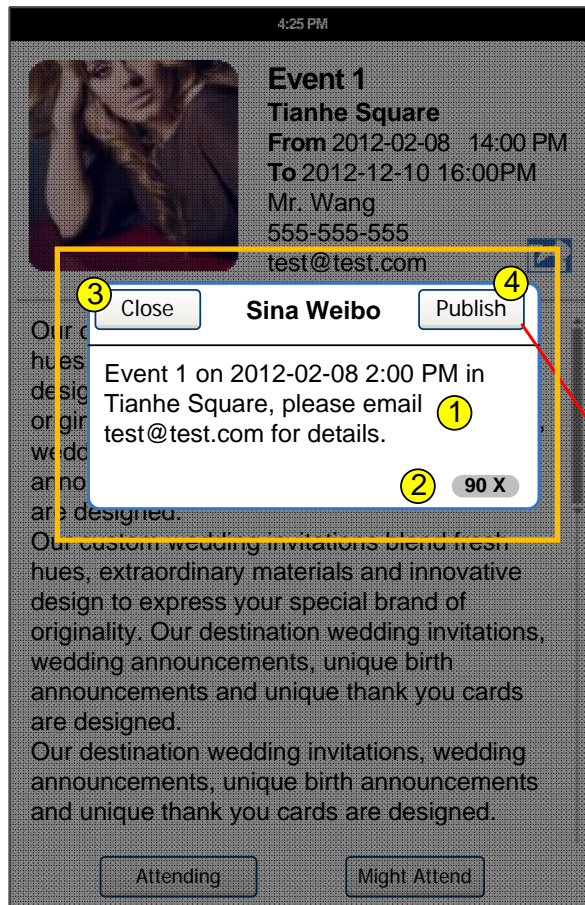 4:25 PM
Event 1
Tianhe Square
From 2012-02-08 14:00 PM
To 2012-12-10 16:00PM
Mr. Wang
555-555-555
test@test.com
3 Close Sina Weibo Publish 4
Event 1 on 2012-02-08 2:00 PM in
Tianhe Square, please email 1
test@test.com for details.
2 90 X
Our
hues
are designed.
Our custom wedding invitations blend fresh
hues, extraordinary materials and innovative
design to express your special brand of
originality. Our destination wedding invitations,
wedding announcements, unique birth
announcements and unique thank you cards
are designed.
Our destination wedding invitations, wedding
announcements, unique birth announcements
and unique thank you cards are designed.
Attending Might Attend